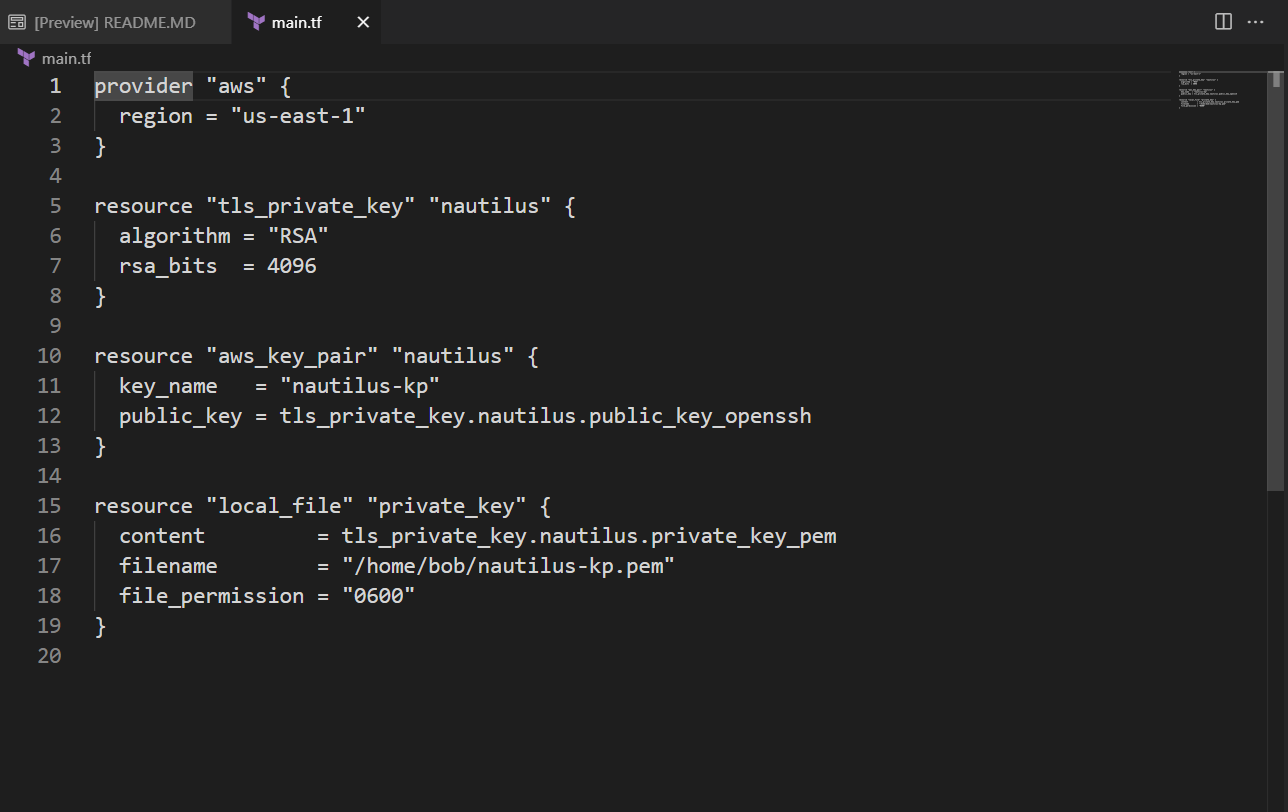 [Preview] README.MD
main.tf
main.tf
1 provider "aws" {
2   region = "us-east-1"
3 }
4
5 resource "tls_private_key" "nautilus" {
6   algorithm = "RSA"
7   rsa_bits  = 4096
8 }
9
10 resource "aws_key_pair" "nautilus" {
11   key_name   = "nautilus-kp"
12   public_key = tls_private_key.nautilus.public_key_openssh
13 }
14
15 resource "local_file" "private_key" {
16   content         = tls_private_key.nautilus.private_key_pem
17   filename        = "/home/bob/nautilus-kp.pem"
18   file_permission = "0600"
19 }
20